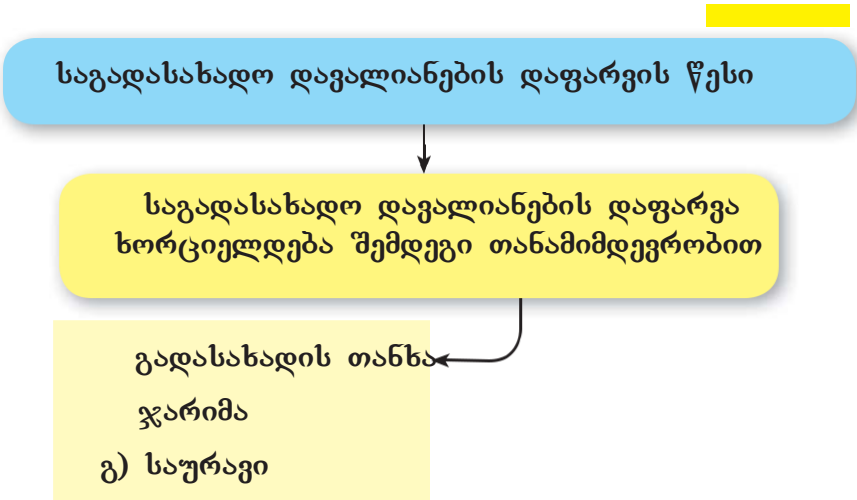 საგადასახადო დავალიანების დაფარვის წესი
საგადასახადო დავალიანების დაფარვა
ხორციელდება შემდეგი თანამიმდევრობით
გადასახადის თანხა
ჯარიმა
გ) საურავი